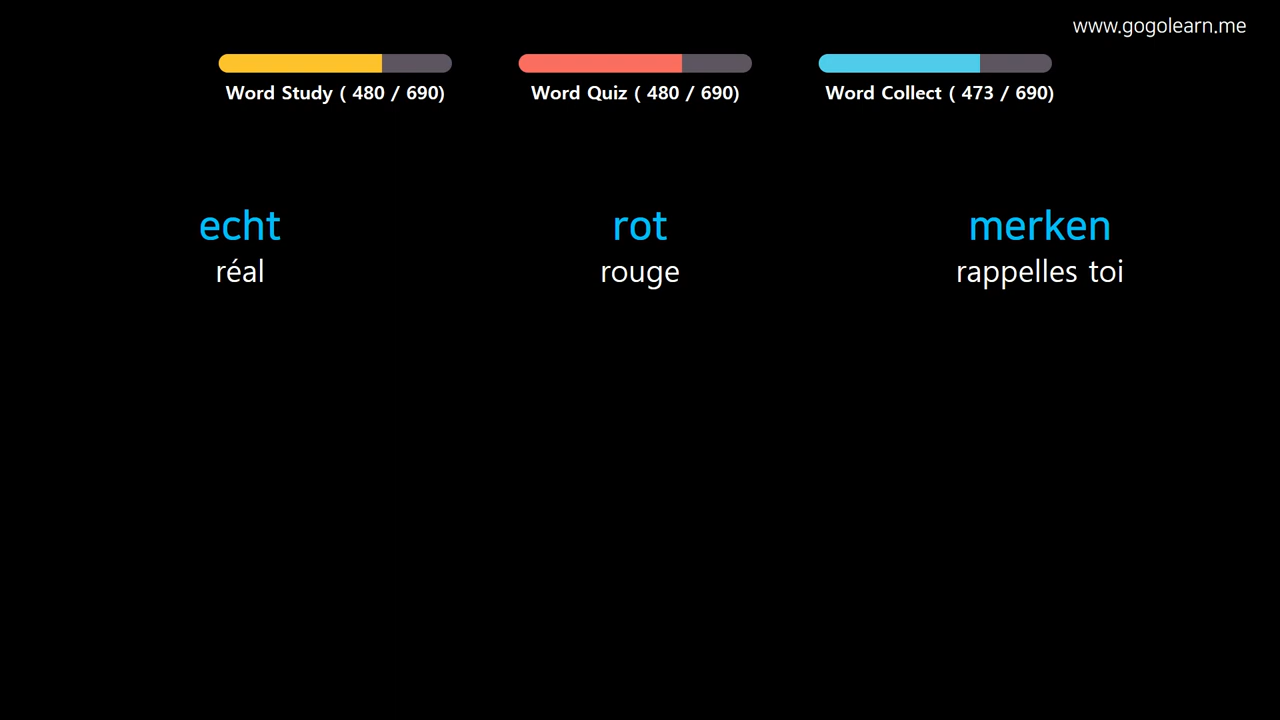 www.gogolearn.me
Word Study ( 480 / 690)
Word Quiz ( 480 / 690)
Word Collect ( 473 / 690)
echt
réal
rot
rouge
merken
rappelles toi